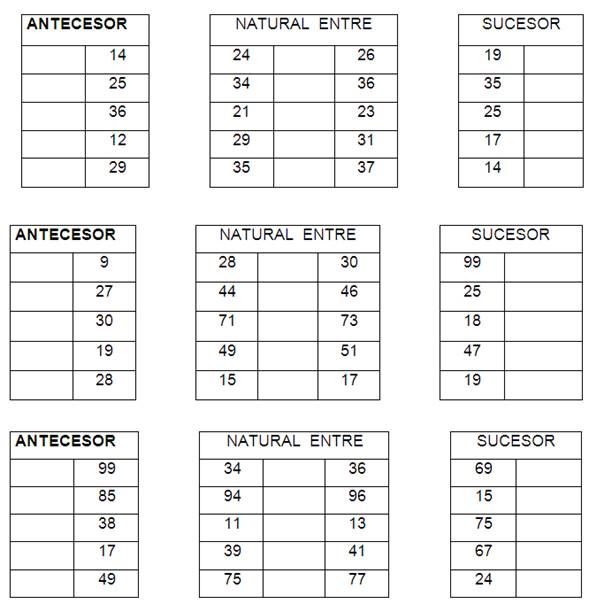 ANTECESOR NATURAL ENTRE SUCESOR
14 24 26 19
25 34 36 35
36 21 23 25
12 29 31 17
29 35 37 14
ANTECESOR NATURAL ENTRE SUCESOR
9 28 30 99
27 44 46 25
30 71 73 18
19 49 51 47
28 15 17 19
ANTECESOR NATURAL ENTRE SUCESOR
99 34 36 69
85 94 96 15
38 11 13 75
17 39 41 67
49 75 77 24